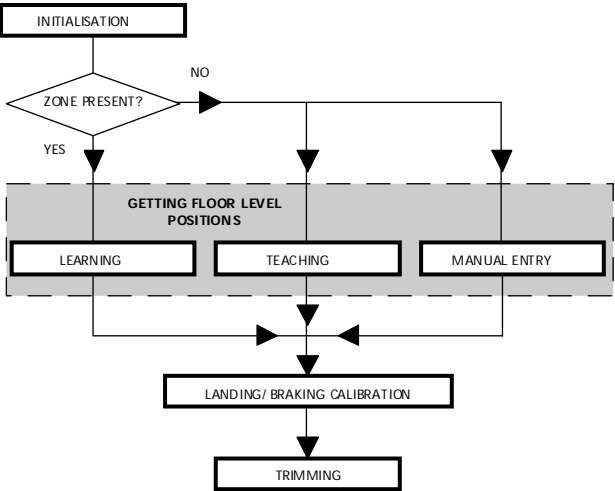 INITIALISATION
NO
ZONE PRESENT?
YES
GETTING FLOOR LEVEL
POSITIONS
LEARNING
TEACHING
MANUAL ENTRY
LANDING/ BRAKING CALIBRATION
TRIMMING